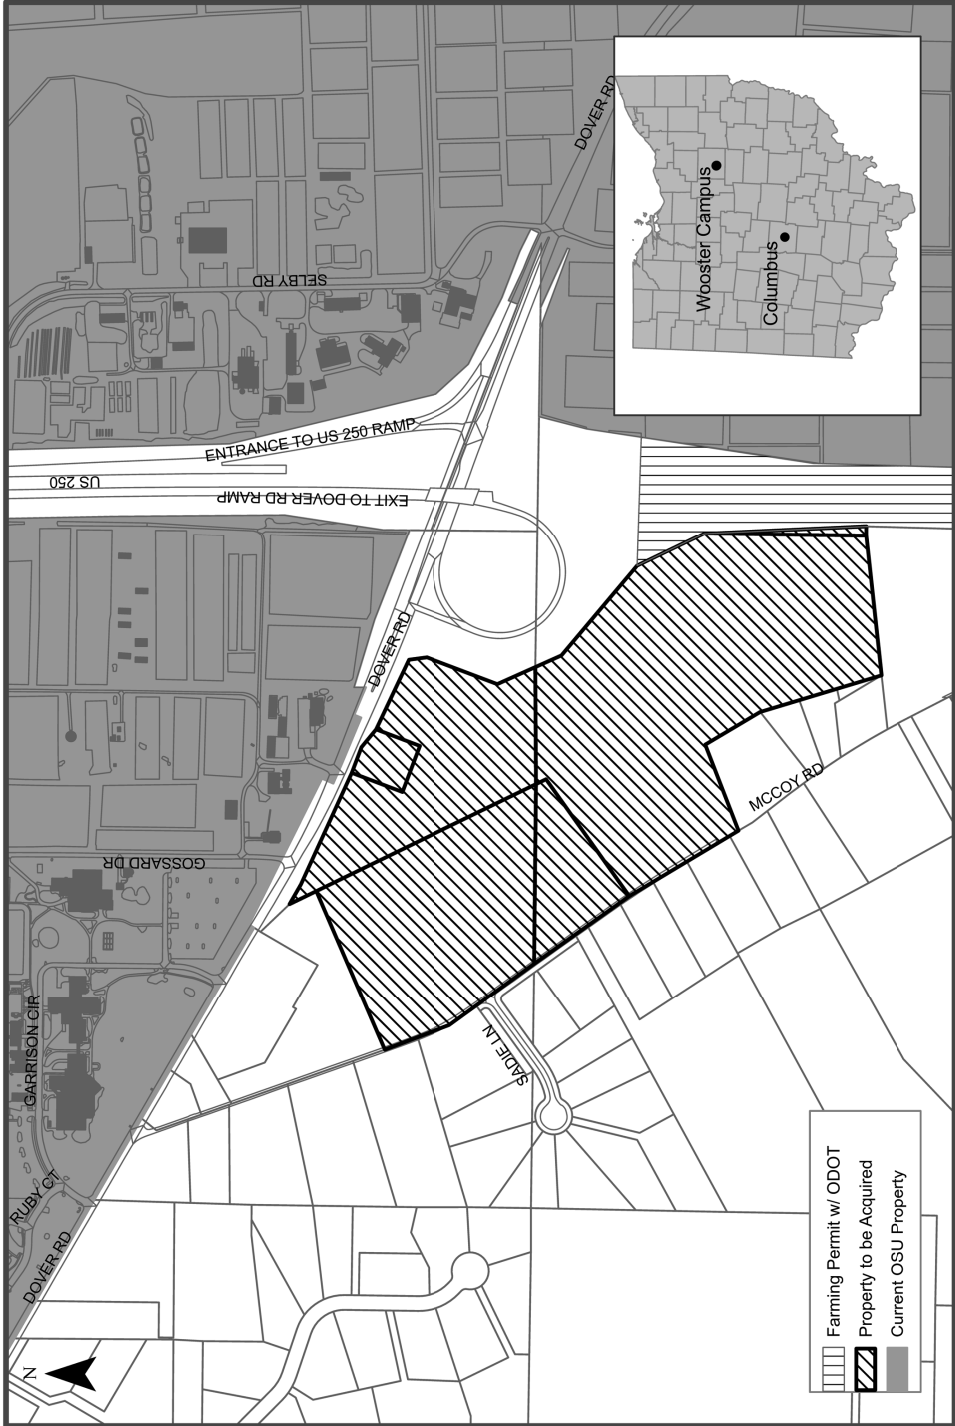 N
DOVER RD
RUBY CT
GARRISON CIR
GOSSARD DR
US 250
ENTRANCE TO US 250 RAMP
EXIT TO DOVER RD RAMP
SELBY RD
DOVER RD
DOVER RD
SADIE LN
MCCOY RD
Wooster Campus
Columbus
Farming Permit w/ ODOT
Property to be Acquired
Current OSU Property